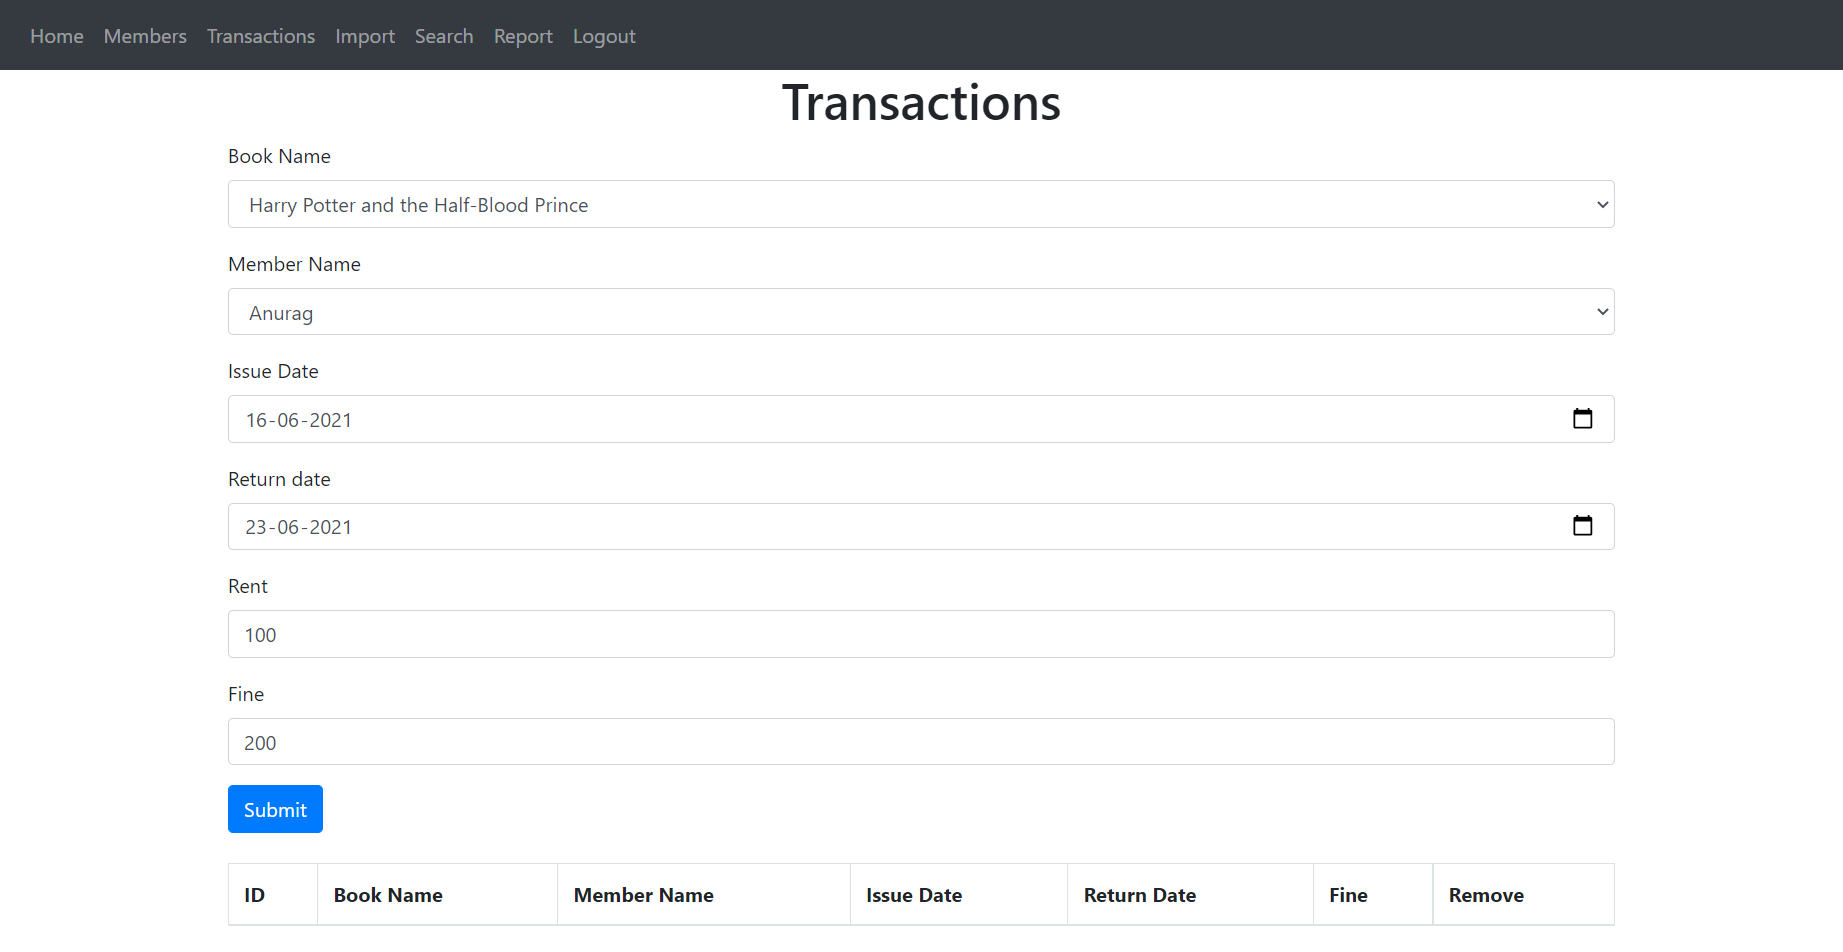 Home Members Transactions Import Search Report Logout
Transactions
Book Name
Harry Potter and the Half-Blood Prince
Member Name
Anurag
Issue Date
16-06-2021
Return date
23-06-2021
Rent
100
Fine
200
Submit
ID Book Name Member Name Issue Date Return Date Fine Remove